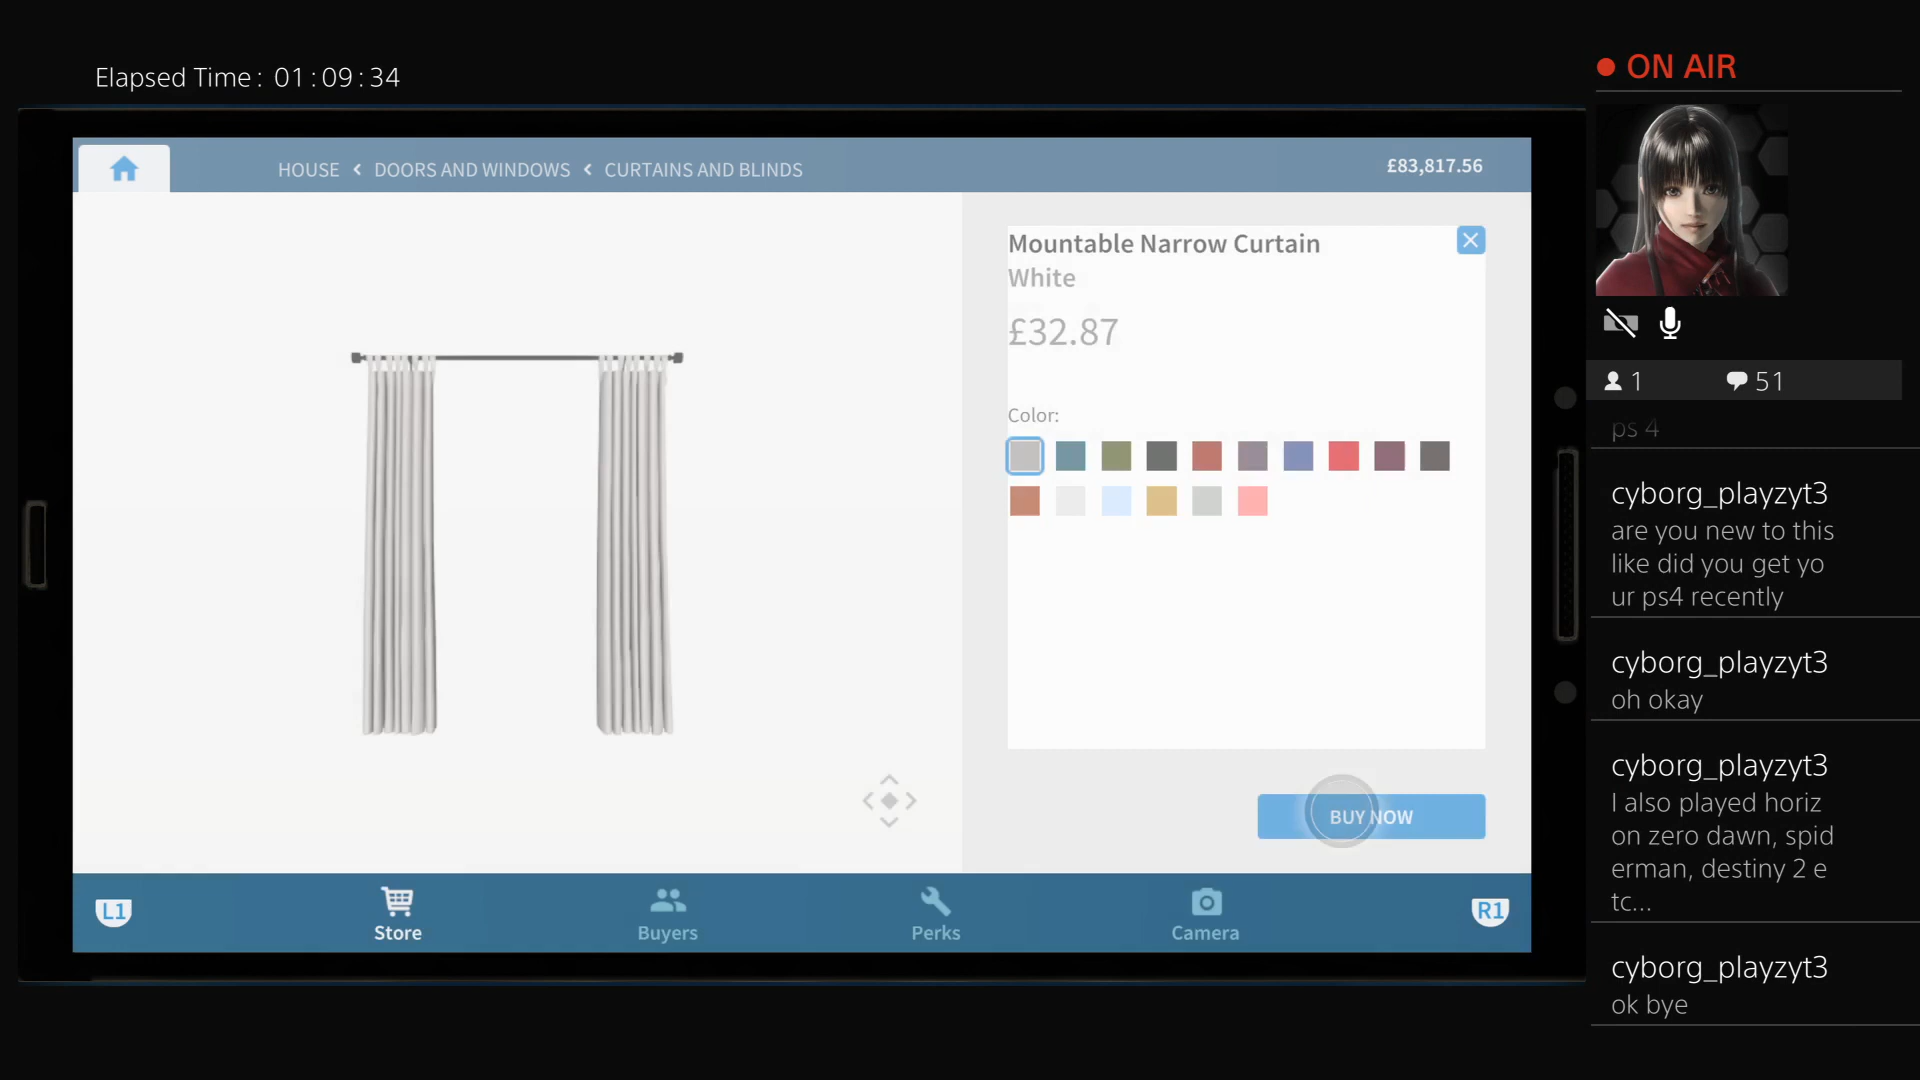 Elapsed Time: 01:09:34
ON AIR
HOUSE < DOORS AND WINDOWS < CURTAINS AND BLINDS
£83,817.56
Mountable Narrow Curtain
White
£32.87
Color:
BUY NOW
L1
Store
Buyers
Perks
Camera
R1
1
51
ps 4
cyborg_playzyt3
are you new to this
like did you get yo
ur ps4 recently
cyborg_playzyt3
oh okay
cyborg_playzyt3
I also played horiz
on zero dawn, spid
erman, destiny 2 e
tc...
cyborg_playzyt3
ok bye